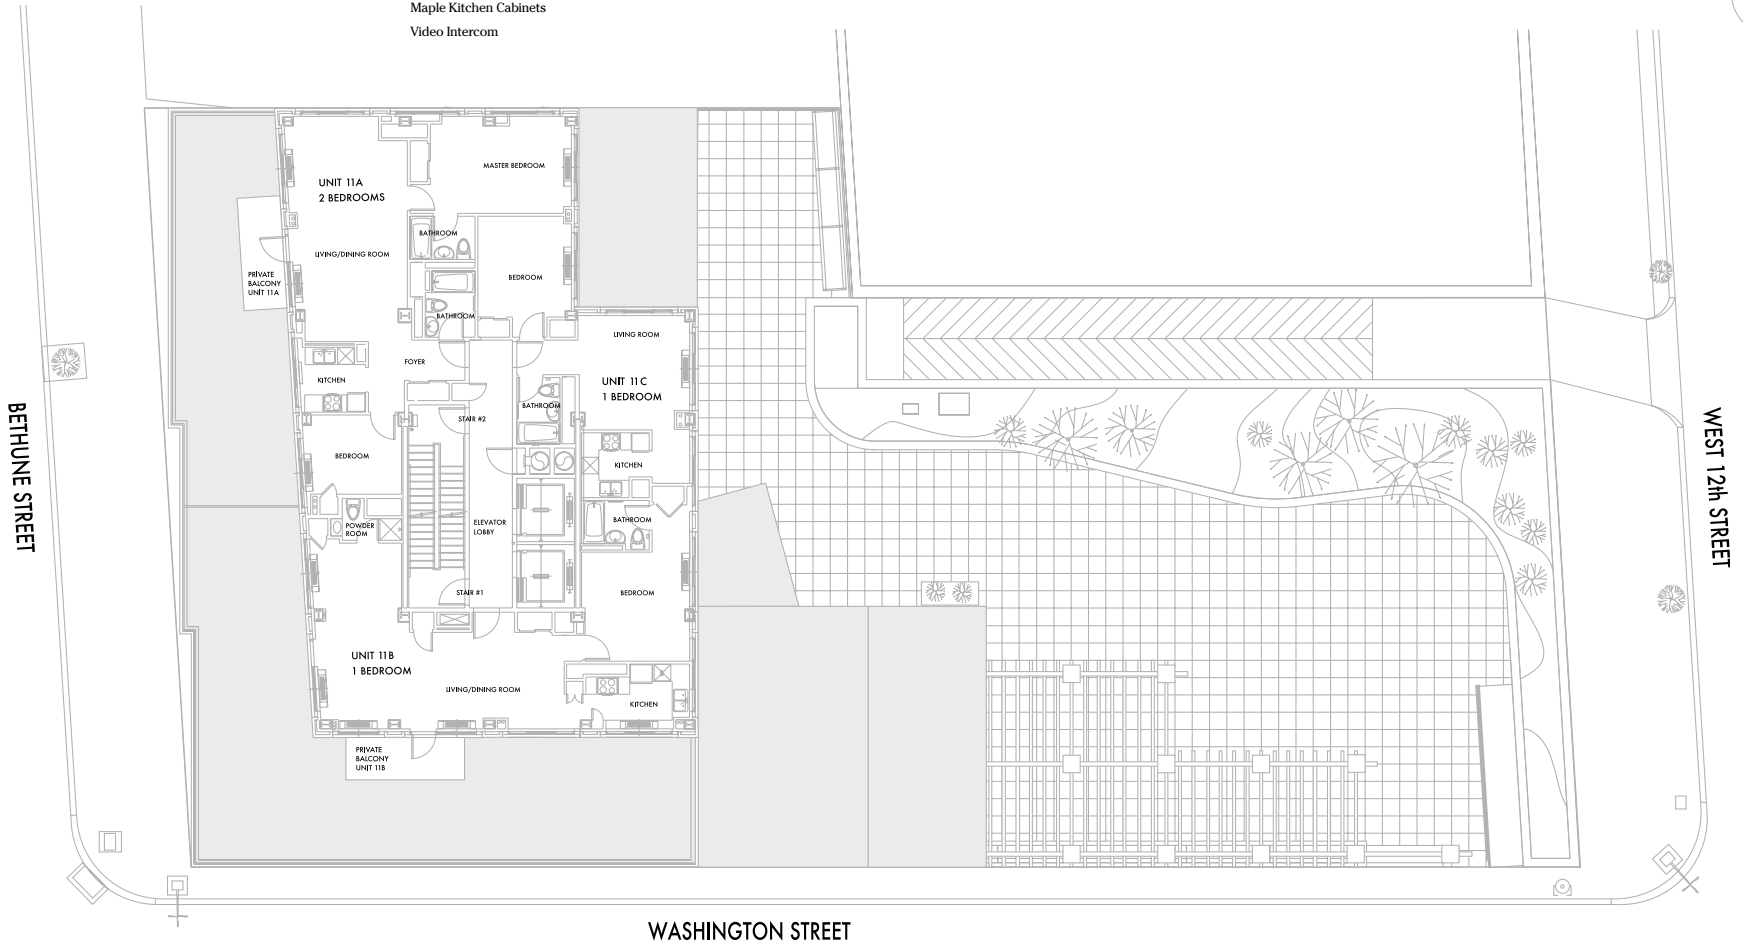 Maple Kitchen Cabinets
Video Intercom
MASTER BEDROOM
UNIT 11A
2 BEDROOMS
BATHROOM
LIVING/DINING ROOM
BEDROOM
PRIVATE
BALCONY
UNIT 11A
BATHROOM
LIVING ROOM
FOYER
KITCHEN
UNIT 11C
1 BEDROOM
BATHROOM
STAIR #2
BEDROOM
KITCHEN
POWDER
ROOM
ELEVATOR
LOBBY
BATHROOM
STAIR #1
BEDROOM
UNIT 11B
1 BEDROOM
LIVING/DINING ROOM
KITCHEN
PRIVATE
BALCONY
UNIT 11B
BETHUNE STREET
WEST 12th STREET
WASHINGTON STREET